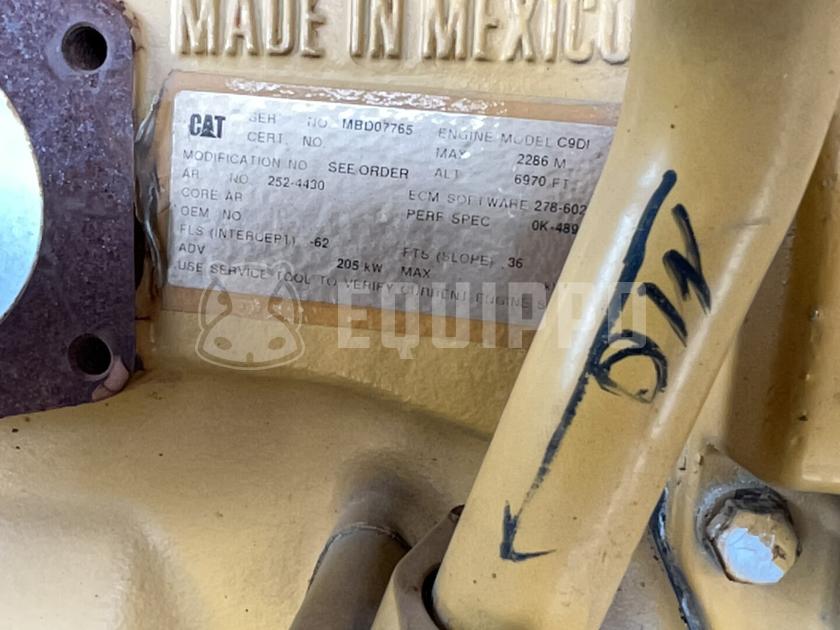 MADE IN MEXICO
CAT SER. NO. MBD07765 ENGINE MODEL C9DI
CERT. NO. MAX 2286 M
MODIFICATION NO SEE ORDER ALT 6970 FT
AR. NO. 252-4430 ECM SOFTWARE 278-602
CORE AR PERF SPEC 0K-489
OEM NO
FLS (INTERCEPT) -62 FTS (SLOPE) .36
ADV 205 kW MAX
USE SERVICE TOOL TO VERIFY CURRENT ENGINE
EQUIPPO